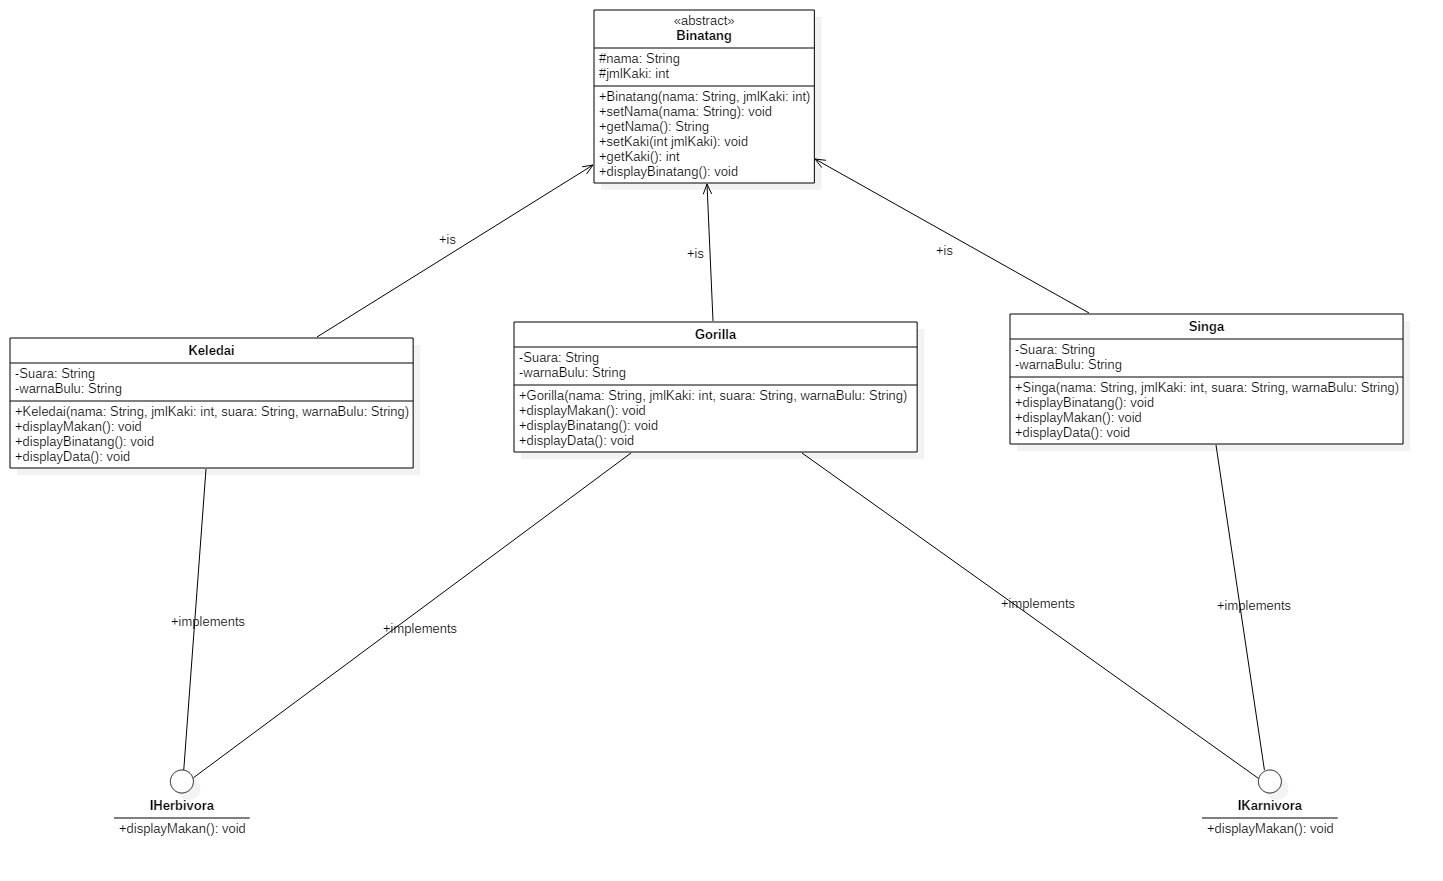 «abstract»
Binatang
#nama: String
#jmlKaki: int
+Binatang(nama: String, jmlKaki: int)
+setNama(nama: String): void
+getNama(): String
+setKaki(int jmlKaki): void
+getKaki(): int
+displayBinatang(): void
+is
+is
+is
Keledai
-Suara: String
-warnaBulu: String
+Keledai(nama: String, jmlKaki: int, suara: String, warnaBulu: String)
+displayMakan(): void
+displayBinatang(): void
+displayData(): void
Gorilla
-Suara: String
-warnaBulu: String
+Gorilla(nama: String, jmlKaki: int, suara: String, warnaBulu: String)
+displayMakan(): void
+displayBinatang(): void
+displayData(): void
Singa
-Suara: String
-warnaBulu: String
+Singa(nama: String, jmlKaki: int, suara: String, warnaBulu: String)
+displayBinatang(): void
+displayMakan(): void
+displayData(): void
+implements
+implements
+implements
+implements
IHerbivora
+displayMakan(): void
IKarnivora
+displayMakan(): void